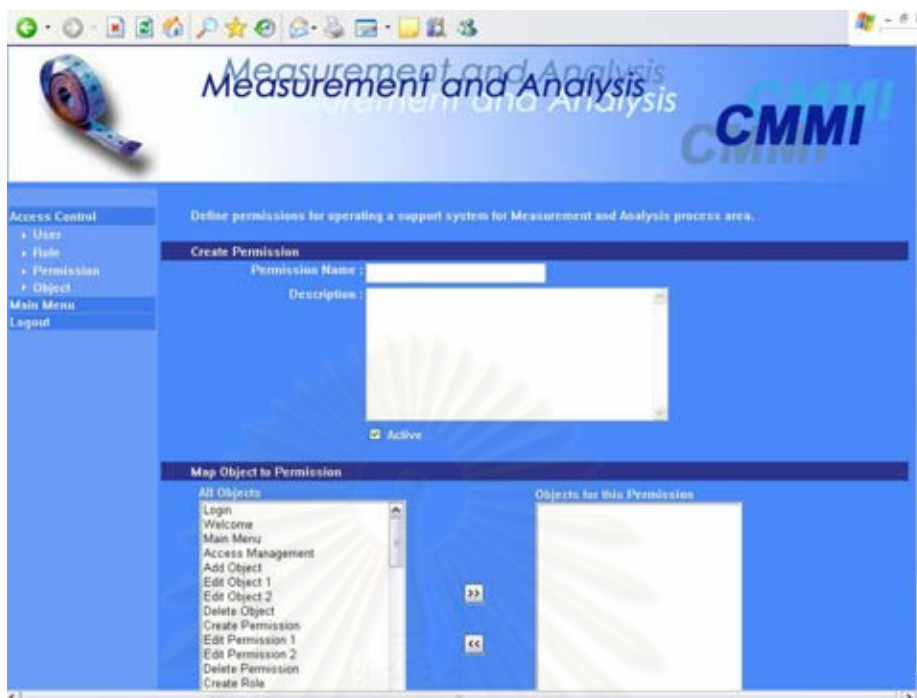 Measurement and Analysis
CMMI
Access Control
User
Role
Permission
Object
Main Menu
Logout
Define permissions for operating a support system for Measurement and Analysis process area.
Create Permission
Permission Name :
Description :
Active
Map Object to Permission
All Objects
Login
Welcome
Main Menu
Access Management
Add Object
Edit Object 1
Edit Object 2
Delete Object
Create Permission
Edit Permission 1
Edit Permission 2
Delete Permission
Create Role
>>
<<
Objects for this Permission